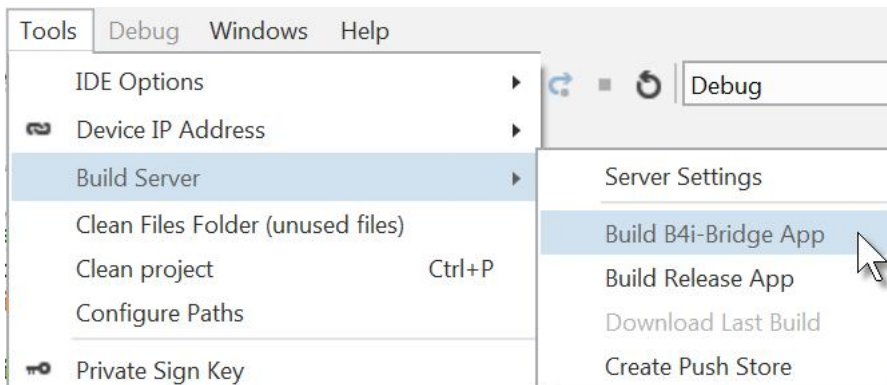 Tools Debug Windows Help
IDE Options
Debug
Device IP Address
Build Server
Server Settings
Clean Files Folder (unused files)
Build B4i-Bridge App
Clean project Ctrl+P
Build Release App
Configure Paths
Download Last Build
Private Sign Key
Create Push Store